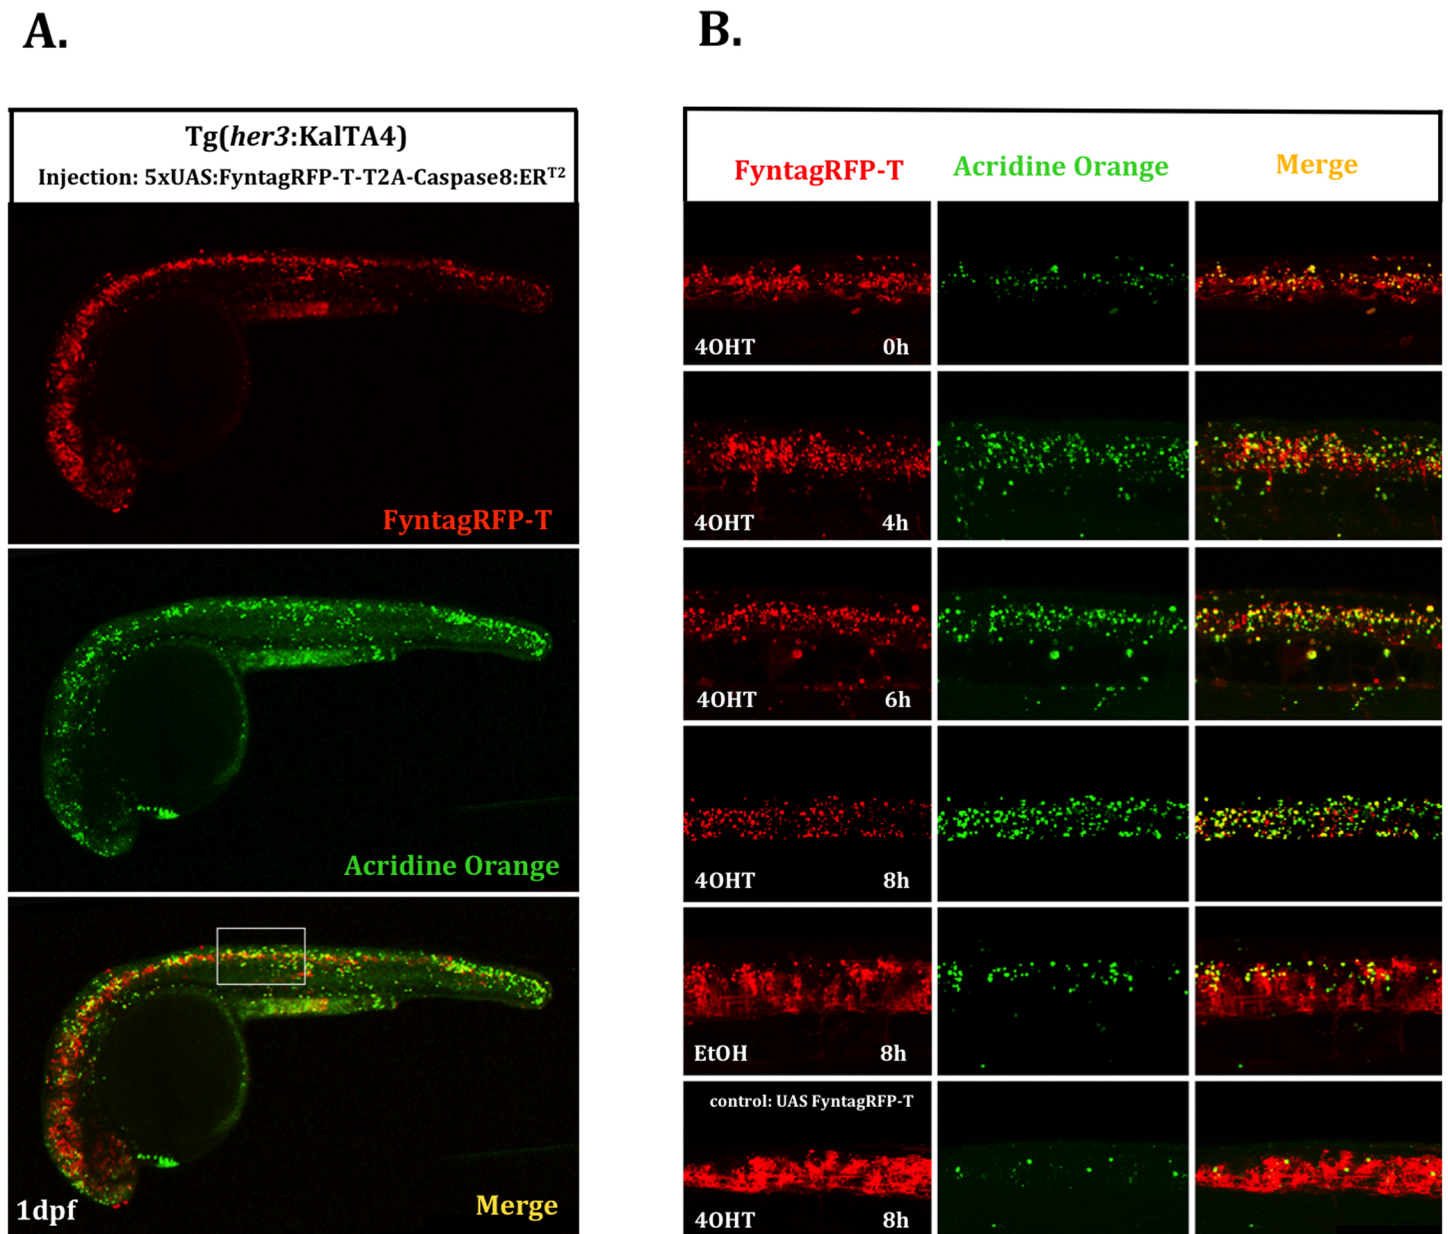 A.
Tg(her3:KalTA4)
Injection: 5xUAS:FyntagRFP-T-T2A-Caspase8:ERT2
FyntagRFP-T
Acridine Orange
1dpf
Merge
B.
FyntagRFP-T Acridine Orange Merge
4OHT 0h
4OHT 4h
4OHT 6h
4OHT 8h
EtOH 8h
control: UAS FyntagRFP-T
4OHT 8h